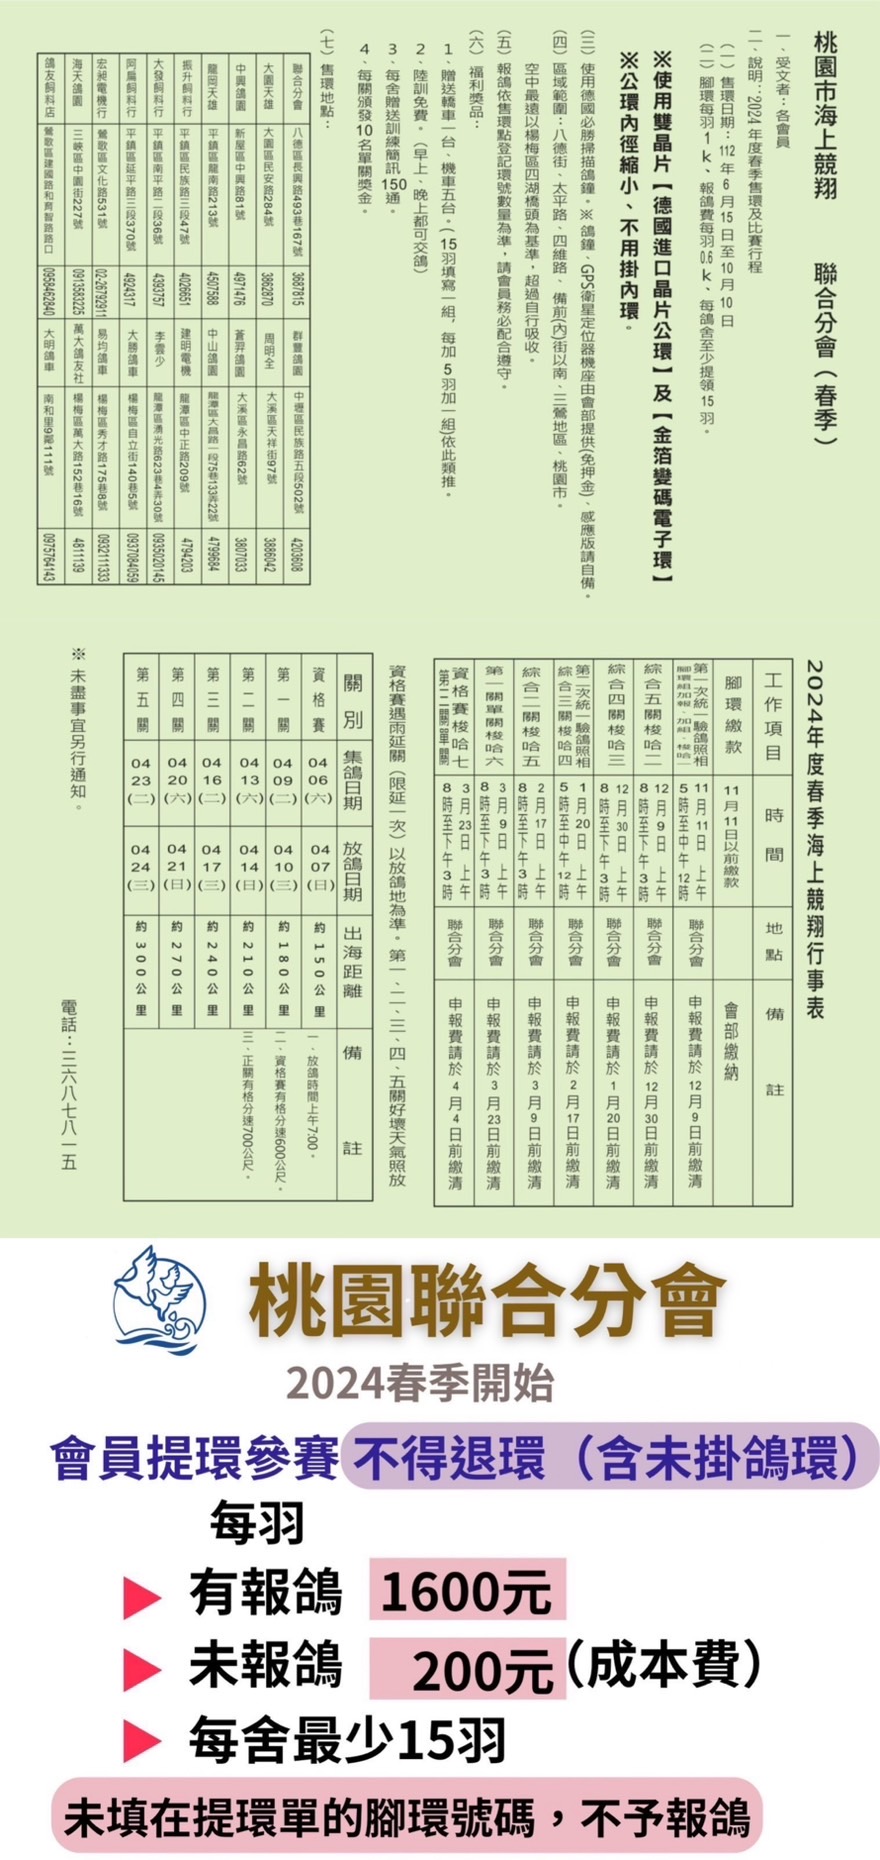 桃園市海上競翔　聯合分會（春季）
一、受文者：各會員
二、說明：2024年度春季售環及比賽行程
（一）售環日期：112年6月15日至10月10日
（二）腳環每羽1k、報鴿費每羽0.6k、每鴿舍至少提領15羽。
※使用雙晶片【德國進口晶片公環】及【金箔變碼電子環】
※公環內徑縮小、不用掛內環。
（三）使用德國必勝掃描鴿鐘。※鴿鐘、GPS衛星定位器機座由會部提供(免押金)、感應版請自備。
（四）區域範圍：八德街、太平路、四維路、備前(內)街以南、三鶯地區、桃園市。
空中最遠以楊梅區四湖橋頭為基準，超過自行吸收。
（五）報鴿依售環點登記環號數量為準，請會員務必配合遵守。
（六）福利獎品：
1、贈送轎車一台、機車五台。(15羽填寫一組，每加5羽加一組)依此類推。
2、陸訓免費。（早上、晚上都可交鴿）
3、每舍贈送訓練簡訊150通。
4、每關頒發10名單關獎金。
（七）售環地點：
聯合分會 八德區長興路493巷167號 3687815 群豐鴿園 中壢區民族路五段502號 4203608
大園天雄 大園區民安路284號 3862870 周明全 大溪區天祥街97號 3886042
中興鴿園 新屋區中興路81號 4971476 蒼羿鴿園 大溪區永昌路62號 3807033
龍岡天雄 平鎮區龍南路213號 4507588 中山鴿園 龍潭區大昌路一段75巷133弄22號 4799684
振升飼料行 平鎮區民族路三段47號 4026651 建明電機 龍潭區中正路209號 4794203
大發飼料行 平鎮區南平路二段36號 4393757 李雲少 龍潭區湧光路623巷4弄30號 0935020145
阿扁飼料行 平鎮區延平路三段370號 4924317 大勝鴿車 楊梅區自立街140巷5號 0937084059
宏昶電機行 鶯歌區文化路531號 02-26792911 易均鴿車 楊梅區秀才路175巷8號 0932111333
海天鴿園 三峽區中園街227號 0913583225 萬大鴿友社 楊梅區萬大路152巷16號 4811139
鴿友飼料店 鶯歌區建國路和育智路路口 0958462840 大明鴿車 南和里9鄰111號 0975764143
2024年度春季海上競翔行事表
工作項目 時間 地點 備註
腳環繳款 11月11日以前繳款 會部繳納
第一次統一驗鴿照相 腳環組加報、加組、梭哈一 11月11日 上午5時至中午12時 聯合分會 申報費請於12月9日前繳清
綜合五關梭哈二 12月9日 上午8時至下午3時 聯合分會 申報費請於12月30日前繳清
綜合四關梭哈三 12月30日 上午8時至下午3時 聯合分會 申報費請於1月20日前繳清
第二次統一驗鴿照相 綜合三關梭哈四 1月20日 上午5時至中午12時 聯合分會 申報費請於2月17日前繳清
綜合二關梭哈五 2月17日 上午8時至下午3時 聯合分會 申報費請於3月9日前繳清
第一關單關梭哈六 3月9日 上午8時至下午3時 聯合分會 申報費請於3月23日前繳清
資格賽梭哈七 第二二關單關 3月23日 上午8時至下午3時 聯合分會 申報費請於4月4日前繳清
資格賽遇雨延關（限延一次）以放鴿地為準。第一、二、三、四、五關好壞天氣照放
關別 集鴿日期 放鴿日期 出海距離 備註
資格賽 04 06 (六) 04 07 (日) 約150公里 一、放鴿時間上午7:00。
第一關 04 09 (二) 04 10 (三) 約180公里 二、資格賽有格分速600公尺。
第二關 04 13 (六) 04 14 (日) 約210公里 三、正關有格分速700公尺。
第三關 04 16 (二) 04 17 (三) 約240公里
第四關 04 20 (六) 04 21 (日) 約270公里
第五關 04 23 (二) 04 24 (三) 約300公里
※未盡事宜另行通知。
電話：三六八七八一五
桃園聯合分會
2024春季開始
會員提環參賽不得退環（含未掛鴿環）
每羽
有報鴿 1600元
未報鴿 200元(成本費)
每舍最少15羽
未填在提環單的腳環號碼，不予報鴿